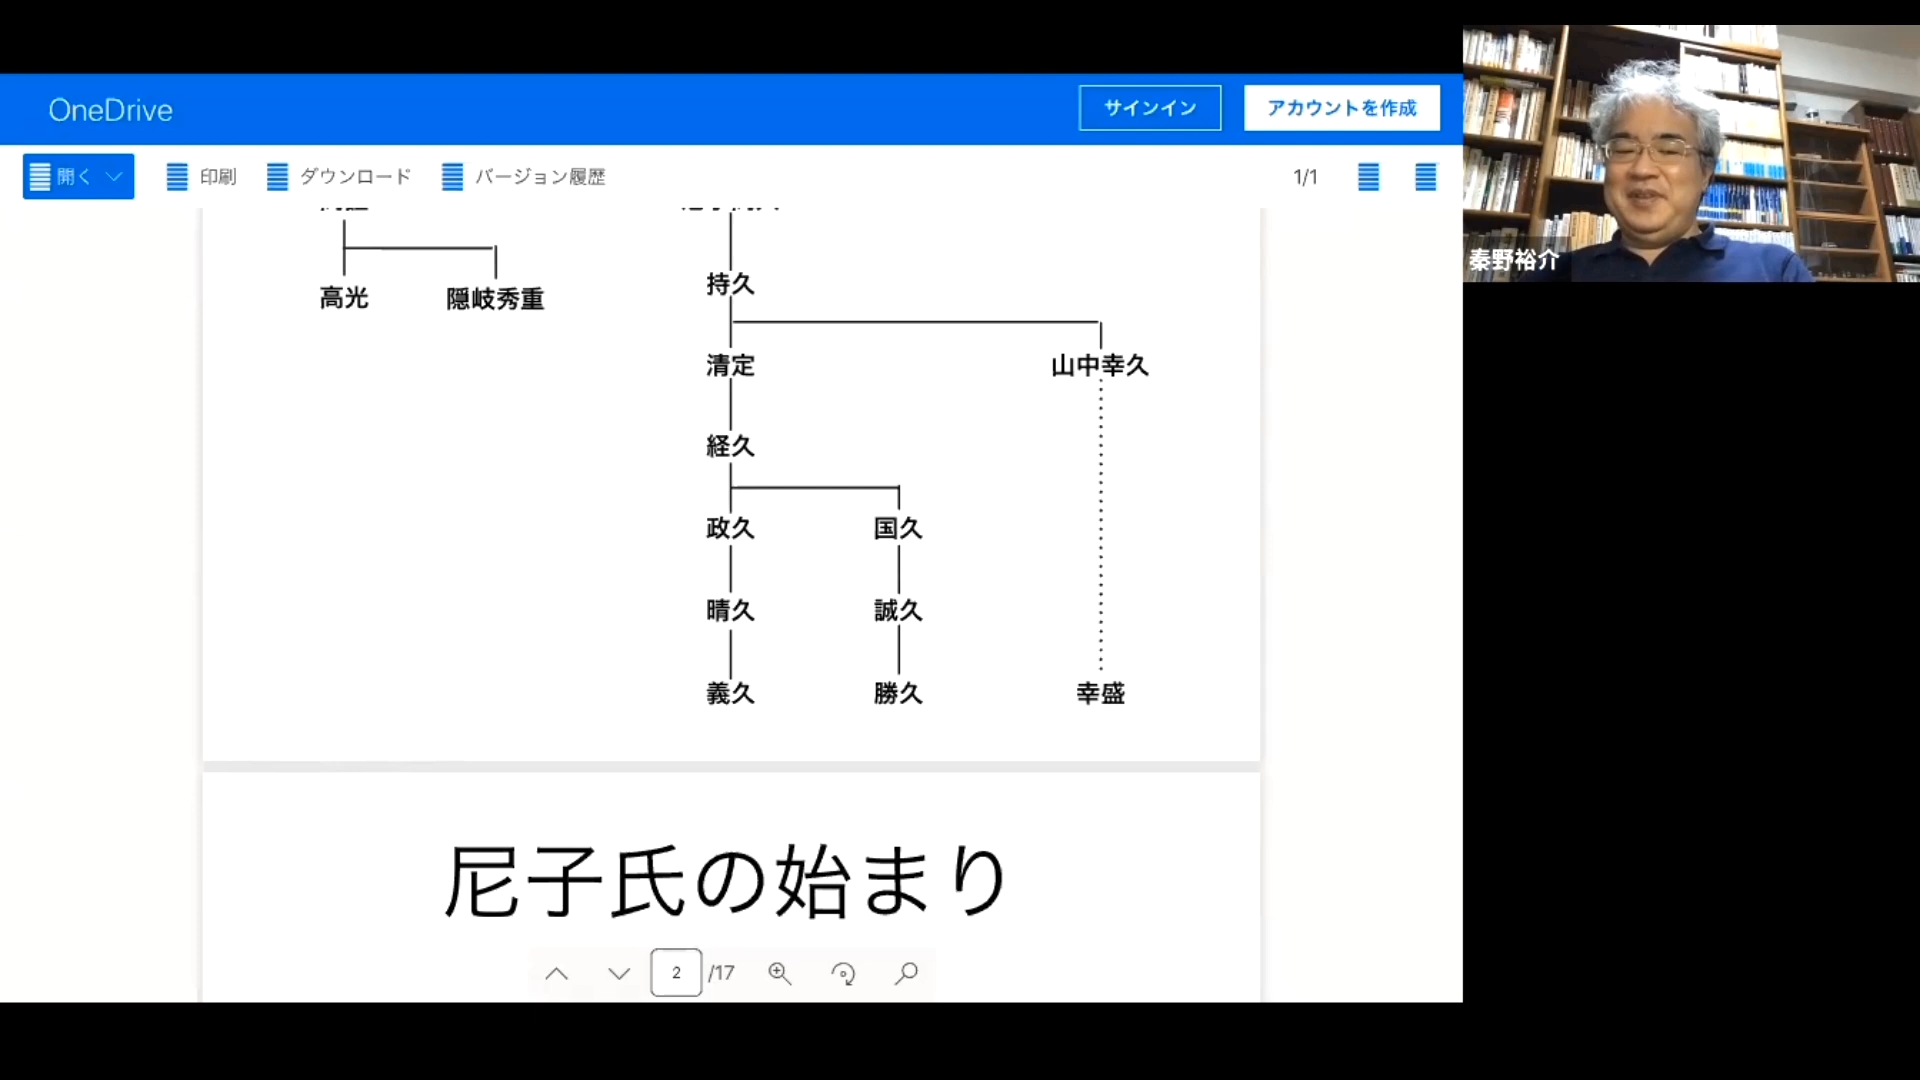 OneDrive
サインイン
アカウントを作成
開く
印刷
ダウンロード
バージョン履歴
1/1
高光
隠岐秀重
持久
清定
山中幸久
経久
政久
国久
晴久
誠久
義久
勝久
幸盛
尼子氏の始まり
2
/17
秦野裕介